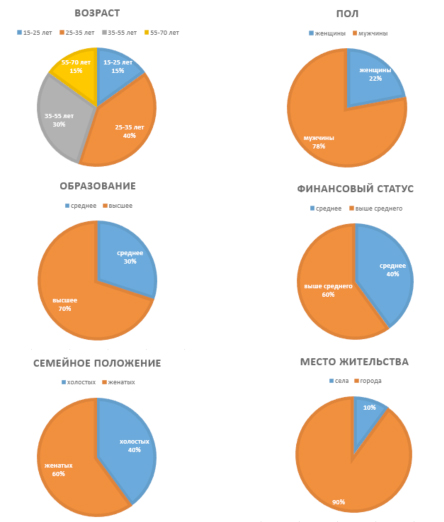 ВОЗРАСТ
15-25 лет 25-35 лет 35-55 лет 55-70 лет
55-70 лет
15%
15-25 лет
15%
35-55 лет
30%
25-35 лет
40%
ПОЛ
женщины мужчины
женщины
22%
мужчины
78%
ОБРАЗОВАНИЕ
среднее высшее
среднее
30%
высшее
70%
ФИНАНСОВЫЙ СТАТУС
среднее выше среднего
среднее
40%
выше среднего
60%
СЕМЕЙНОЕ ПОЛОЖЕНИЕ
холостых женатых
холостых
40%
женатых
60%
МЕСТО ЖИТЕЛЬСТВА
села города
10%
90%